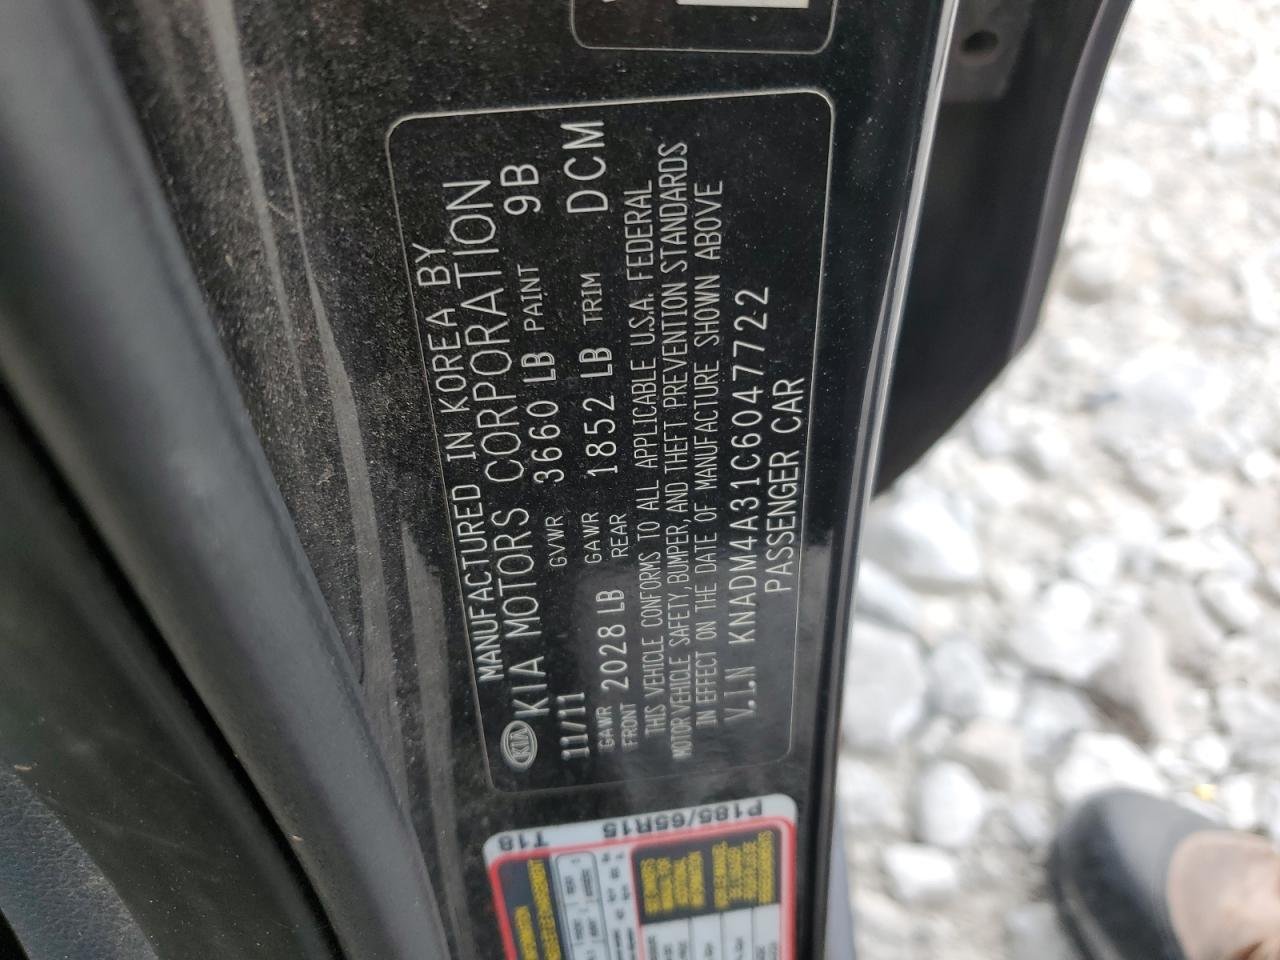 MANUFACTURED IN KOREA BY
KIA KIA MOTORS CORPORATION
11/11 GVWR 3660 LB PAINT 9B
GAWR FRONT 2028 LB GAWR REAR 1852 LB TRIM DCM
THIS VEHICLE CONFORMS TO ALL APPLICABLE U.S.A. FEDERAL
MOTOR VEHICLE SAFETY, BUMPER, AND THEFT PREVENTION STANDARDS
IN EFFECT ON THE DATE OF MANUFACTURE SHOWN ABOVE
V.I.N KNADM4A31C6047722
PASSENGER CAR
P185/65R15
T18